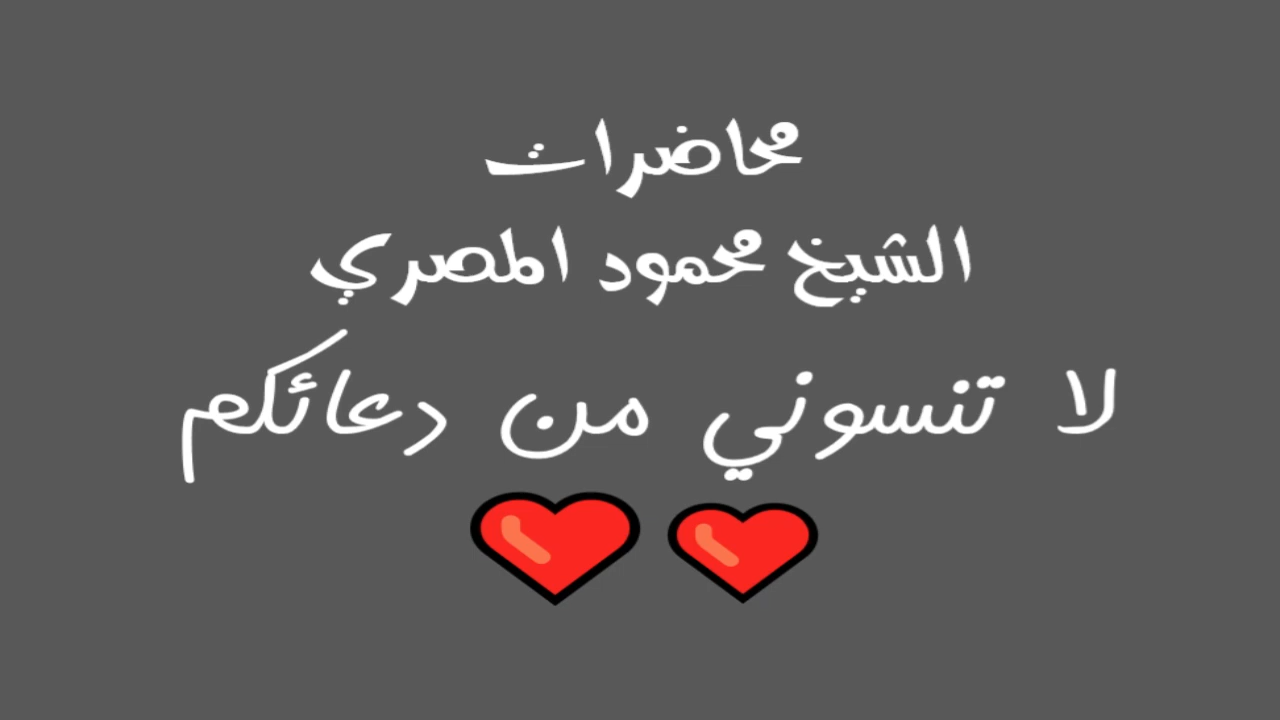 محاضرات
الشيخ محمود المصري
لا تنسوني من دعائكم